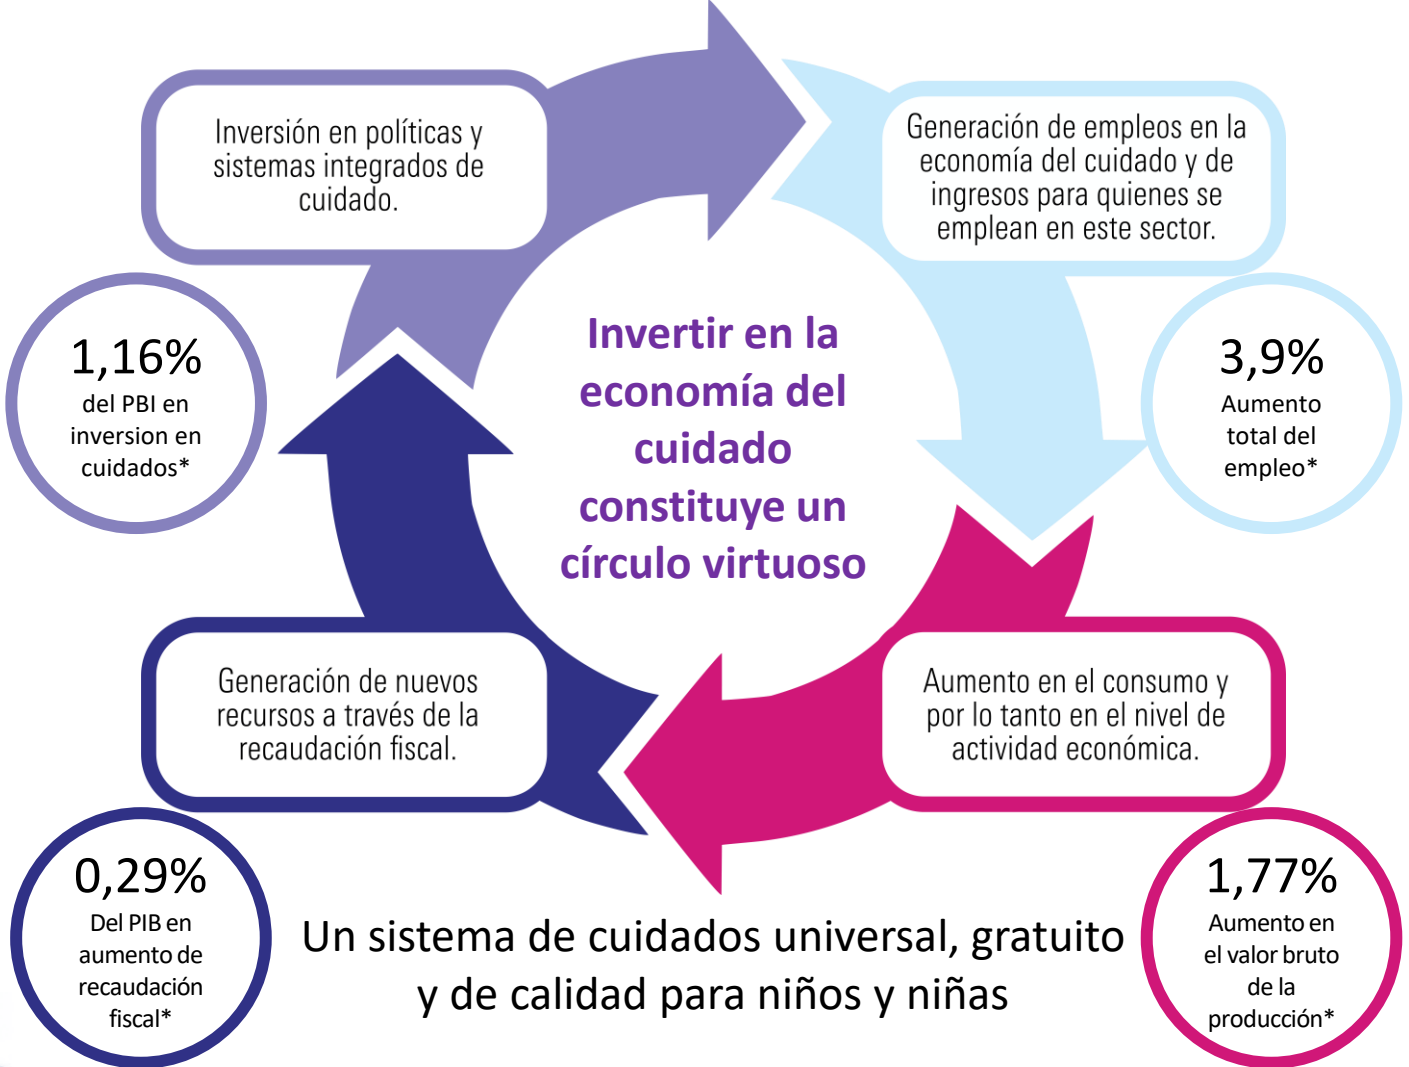 Inversión en políticas y
sistemas integrados de
cuidado.
Generación de empleos en la
economía del cuidado y de
ingresos para quienes se
emplean en este sector.
1,16%
del PBI en
inversion en
cuidados*
Invertir en la
economía del
cuidado
constituye un
círculo virtuoso
3,9%
Aumento
total del
empleo*
Generación de nuevos
recursos a través de la
recaudación fiscal.
Aumento en el consumo y
por lo tanto en el nivel de
actividad económica.
0,29%
Del PIB en
aumento de
recaudación
fiscal*
Un sistema de cuidados universal, gratuito
y de calidad para niños y niñas
1,77%
Aumento en
el valor bruto
de la
producción*